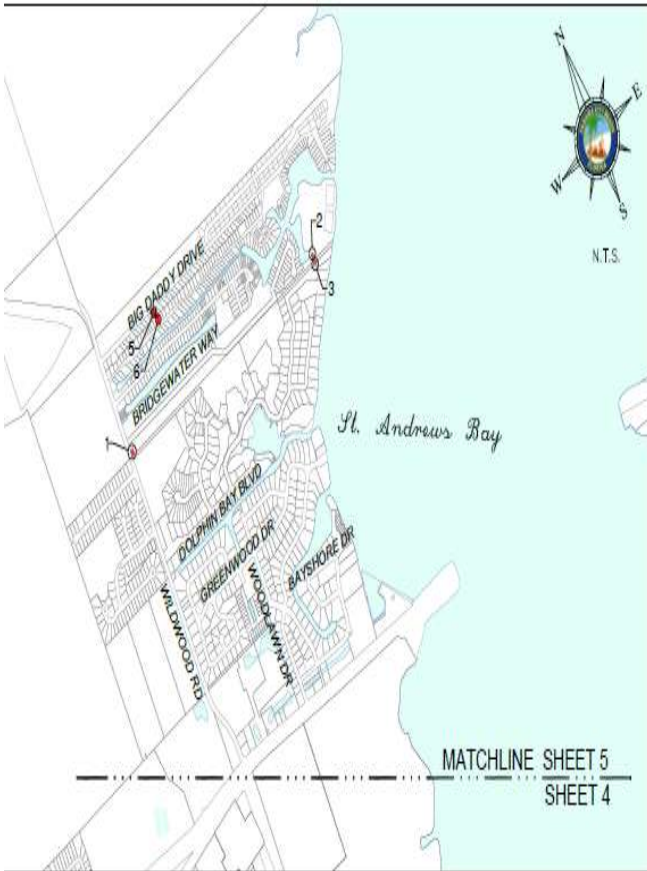 N
E
W
S
N.T.S.
2
3
BIG DADDY DRIVE
5
6
BRIDGEWATER WAY
1
St. Andrews Bay
DOLPHIN BAY BLVD
GREENWOOD DR
BAYSHORE DR
WOODLAWN DR
WILDWOOD RD
MATCHLINE SHEET 5
SHEET 4